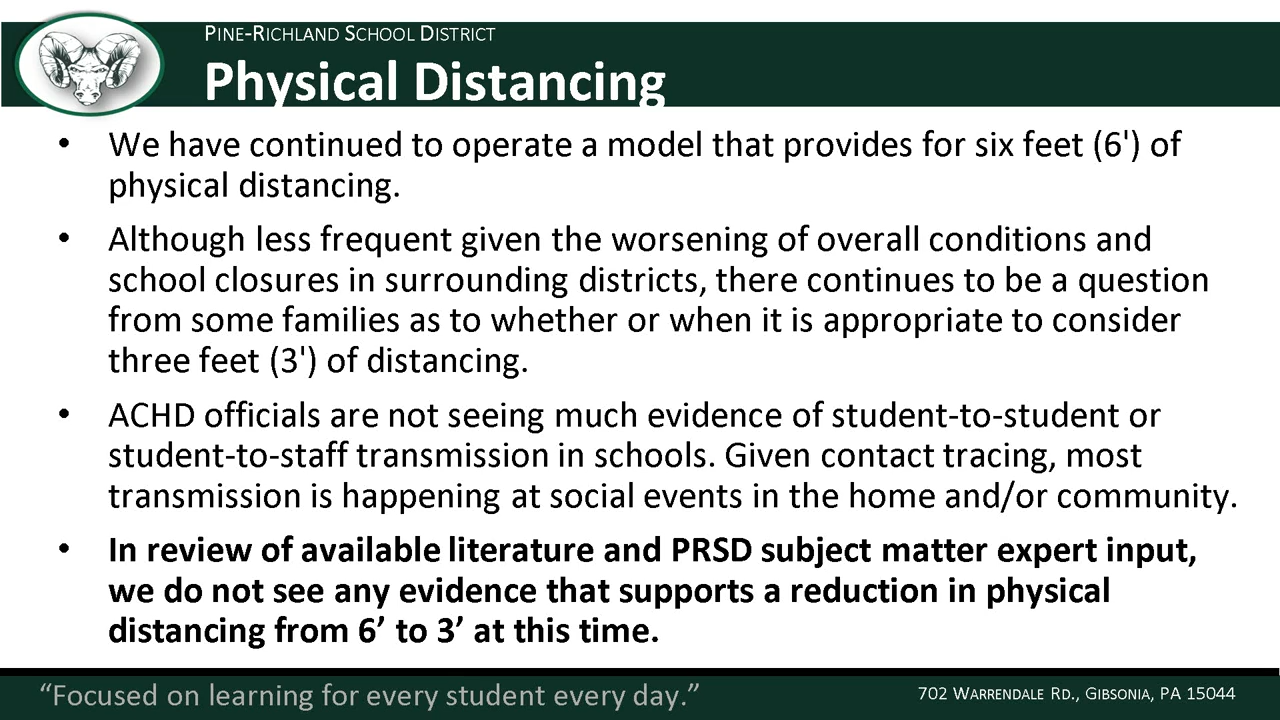 PINE-RICHLAND SCHOOL DISTRICT
Physical Distancing
• We have continued to operate a model that provides for six feet (6') of
physical distancing.
• Although less frequent given the worsening of overall conditions and
school closures in surrounding districts, there continues to be a question
from some families as to whether or when it is appropriate to consider
three feet (3') of distancing.
• ACHD officials are not seeing much evidence of student-to-student or
student-to-staff transmission in schools. Given contact tracing, most
transmission is happening at social events in the home and/or community.
• In review of available literature and PRSD subject matter expert input,
we do not see any evidence that supports a reduction in physical
distancing from 6’ to 3’ at this time.
“Focused on learning for every student every day.”
702 WARRENDALE RD., GIBSONIA, PA 15044